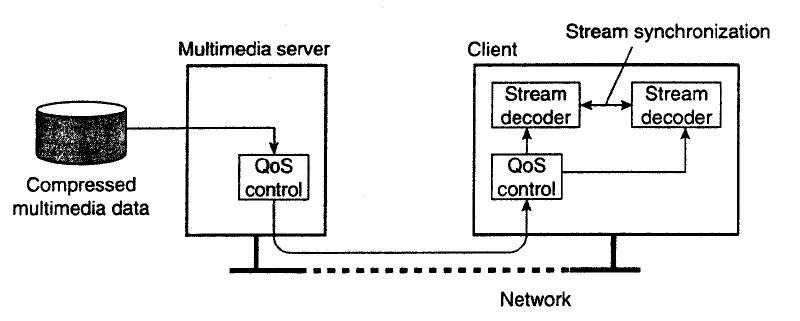 Stream synchronization
Multimedia server
Client
Stream
decoder
Stream
decoder
QoS
control
QoS
control
Compressed
multimedia data
Network